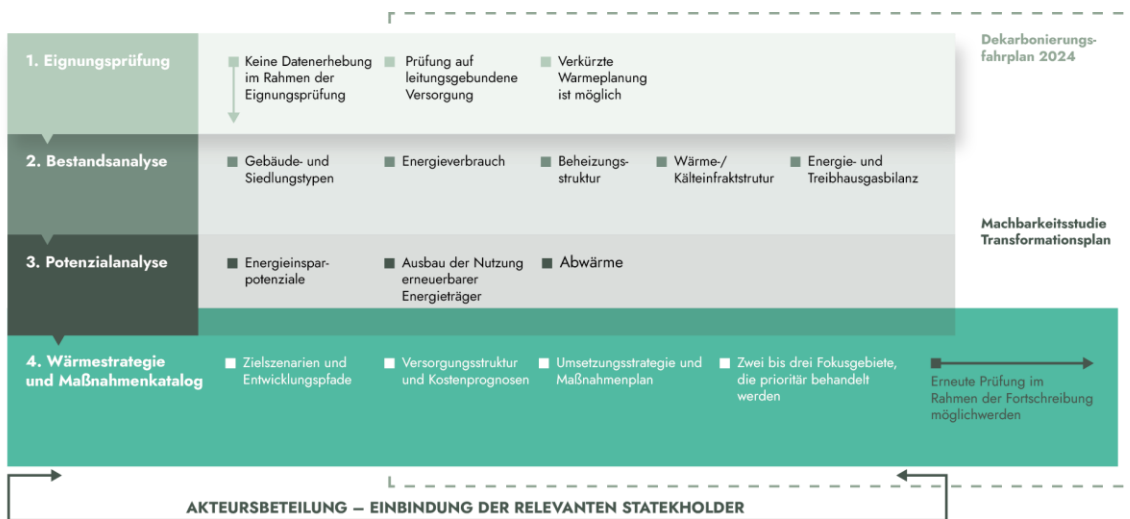 Dekarbonierungs-
fahrplan 2024
1. Eignungsprüfung
Keine Datenerhebung
im Rahmen der
Eignungsprüfung
Prüfung auf
leitungsgebundene
Versorgung
Verkürzte
Warmeplanung
ist möglich
2. Bestandsanalyse
Gebäude- und
Siedlungstypen
Energieverbrauch
Beheizungs-
struktur
Wärme-/
Kälteinfraktstrutur
Energie- und
Treibhausgasbilanz
Machbarkeitsstudie
Transformationsplan
3. Potenzialanalyse
Energieeinspar-
potenziale
Ausbau der Nutzung
erneuerbarer
Energieträger
Abwärme
4. Wärmestrategie
und Maßnahmenkatalog
Zielszenarien und
Entwicklungspfade
Versorgungsstruktur
und Kostenprognosen
Umsetzungsstrategie und
Maßnahmenplan
Zwei bis drei Fokusgebiete,
die prioritär behandelt
werden
Erneute Prüfung im
Rahmen der Fortschreibung
möglichwerden
AKTEURSBETEILIGUNG – EINBINDUNG DER RELEVANTEN STATEKHOLDER